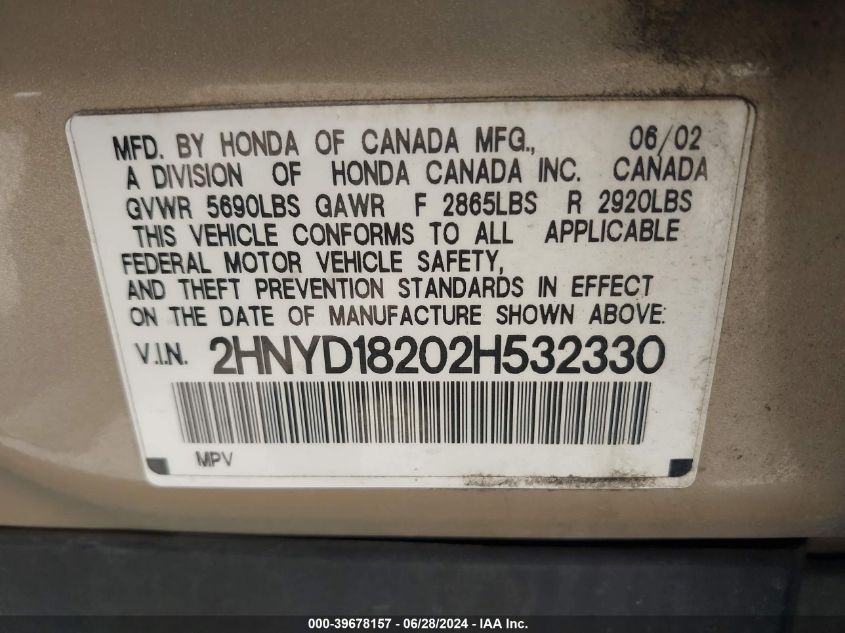 MFD. BY HONDA OF CANADA MFG., 06/02
A DIVISION OF HONDA CANADA INC. CANADA
GVWR 5690LBS GAWR F 2865LBS R 2920LBS
THIS VEHICLE CONFORMS TO ALL APPLICABLE
FEDERAL MOTOR VEHICLE SAFETY,
AND THEFT PREVENTION STANDARDS IN EFFECT
ON THE DATE OF MANUFACTURE SHOWN ABOVE:
V.I.N. 2HNYD18202H532330
MPV
000-39678157 - 06/28/2024 - IAA Inc.